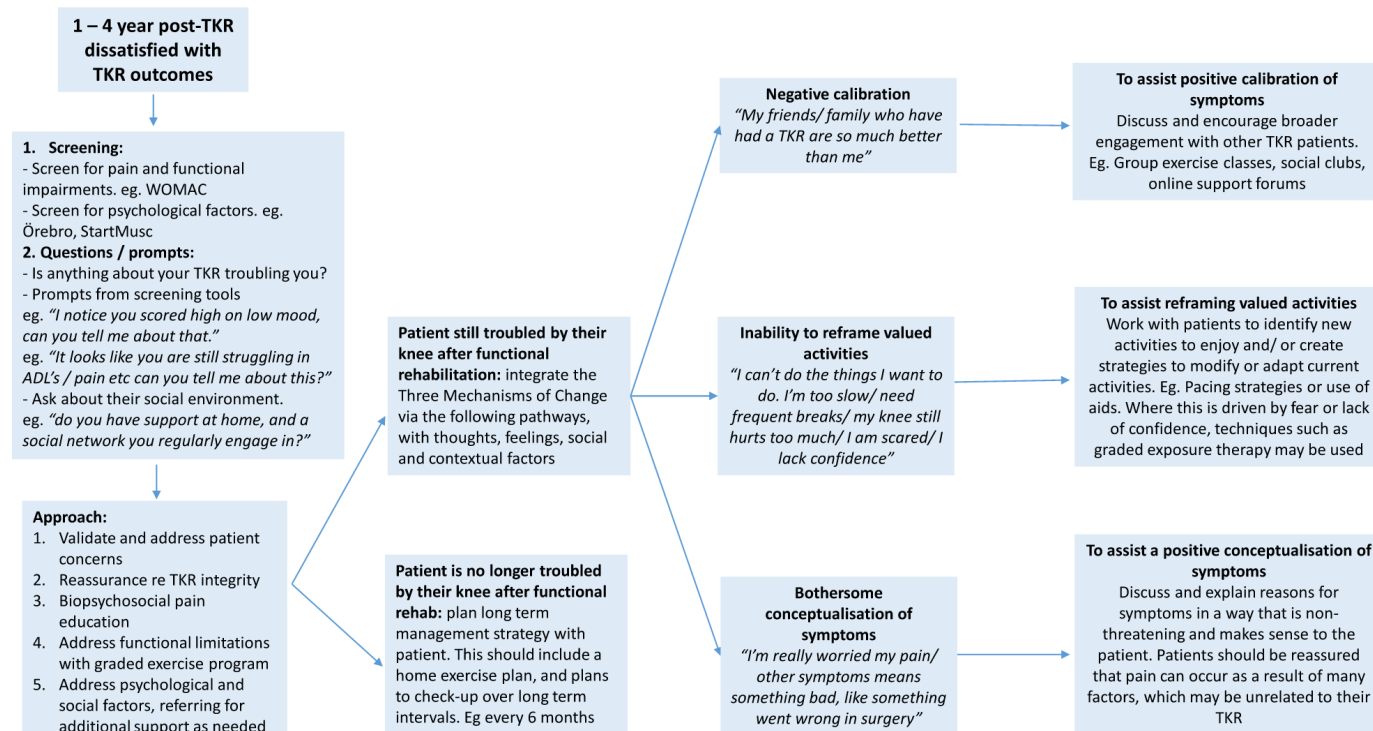 1 – 4 year post-TKR
dissatisfied with
TKR outcomes
1. Screening:
- Screen for pain and functional
impairments. eg. WOMAC
- Screen for psychological factors. eg.
Örebro, StartMusc
2. Questions / prompts:
- Is anything about your TKR troubling you?
- Prompts from screening tools
eg. “I notice you scored high on low mood,
can you tell me about that.”
eg. “It looks like you are still struggling in
ADL’s / pain etc can you tell me about this?”
- Ask about their social environment.
eg. “do you have support at home, and a
social network you regularly engage in?”
Approach:
1. Validate and address patient
concerns
2. Reassurance re TKR integrity
3. Biopsychosocial pain
education
4. Address functional limitations
with graded exercise program
5. Address psychological and
social factors, referring for
additional support as needed
Patient still troubled by their
knee after functional
rehabilitation: integrate the
Three Mechanisms of Change
via the following pathways,
with thoughts, feelings, social
and contextual factors
Patient is no longer troubled
by their knee after functional
rehab: plan long term
management strategy with
patient. This should include a
home exercise plan, and plans
to check-up over long term
intervals. Eg every 6 months
Negative calibration
“My friends/ family who have
had a TKR are so much better
than me”
Inability to reframe valued
activities
“I can’t do the things I want to
do. I’m too slow/ need
frequent breaks/ my knee still
hurts too much/ I am scared/ I
lack confidence”
Bothersome
conceptualisation of
symptoms
“I’m really worried my pain/
other symptoms means
something bad, like something
went wrong in surgery”
To assist positive calibration of
symptoms
Discuss and encourage broader
engagement with other TKR patients.
Eg. Group exercise classes, social clubs,
online support forums
To assist reframing valued activities
Work with patients to identify new
activities to enjoy and/ or create
strategies to modify or adapt current
activities. Eg. Pacing strategies or use of
aids. Where this is driven by fear or lack
of confidence, techniques such as
graded exposure therapy may be used
To assist a positive conceptualisation of
symptoms
Discuss and explain reasons for
symptoms in a way that is non-
threatening and makes sense to the
patient. Patients should be reassured
that pain can occur as a result of many
factors, which may be unrelated to their
TKR